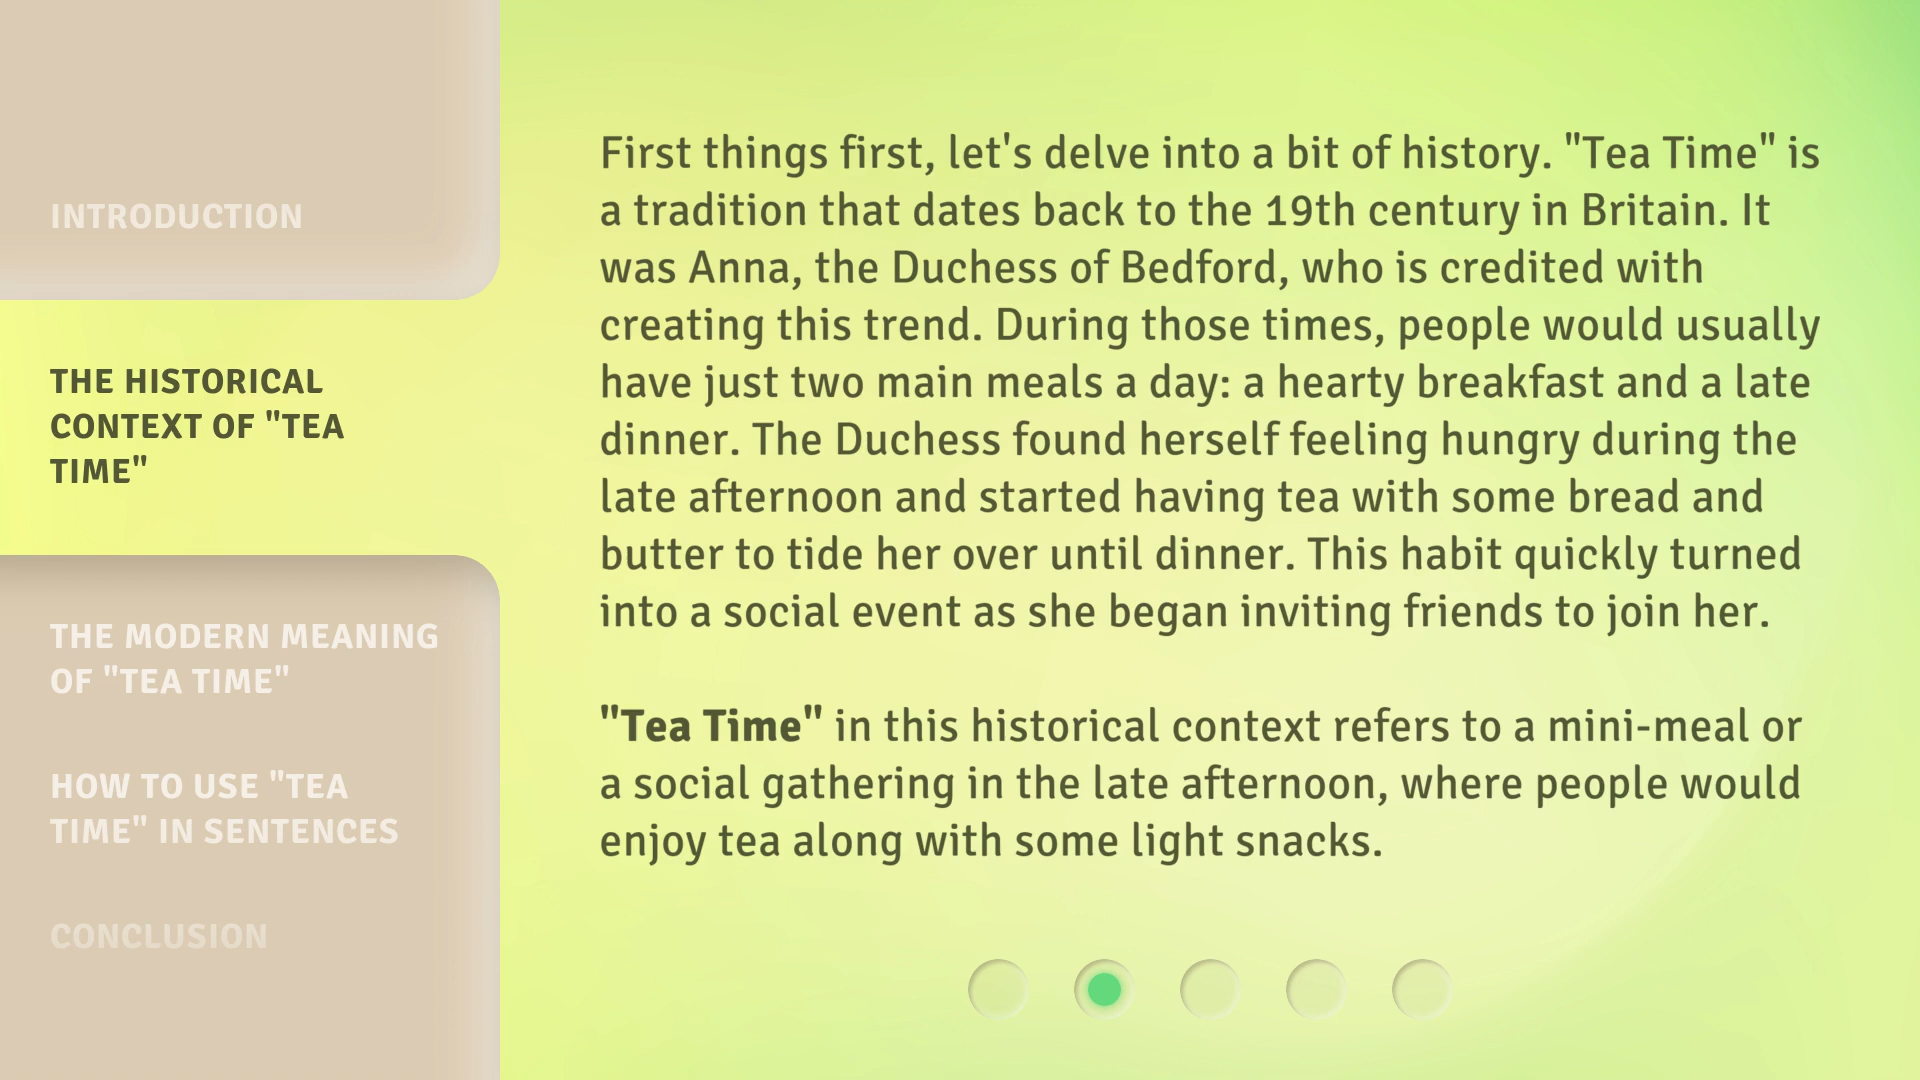 INTRODUCTION
THE HISTORICAL
CONTEXT OF "TEA
TIME"
THE MODERN MEANING
OF "TEA TIME"
HOW TO USE "TEA
TIME" IN SENTENCES
CONCLUSION
First things first, let's delve into a bit of history. "Tea Time" is
a tradition that dates back to the 19th century in Britain. It
was Anna, the Duchess of Bedford, who is credited with
creating this trend. During those times, people would usually
have just two main meals a day: a hearty breakfast and a late
dinner. The Duchess found herself feeling hungry during the
late afternoon and started having tea with some bread and
butter to tide her over until dinner. This habit quickly turned
into a social event as she began inviting friends to join her.
"Tea Time" in this historical context refers to a mini-meal or
a social gathering in the late afternoon, where people would
enjoy tea along with some light snacks.